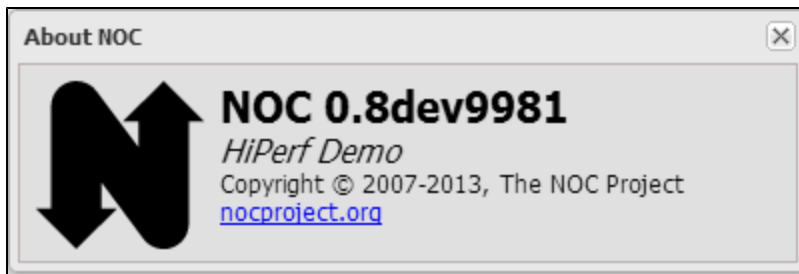 About NOC
NOC 0.8dev9981
HiPerf Demo
Copyright © 2007-2013, The NOC Project
nocproject.org